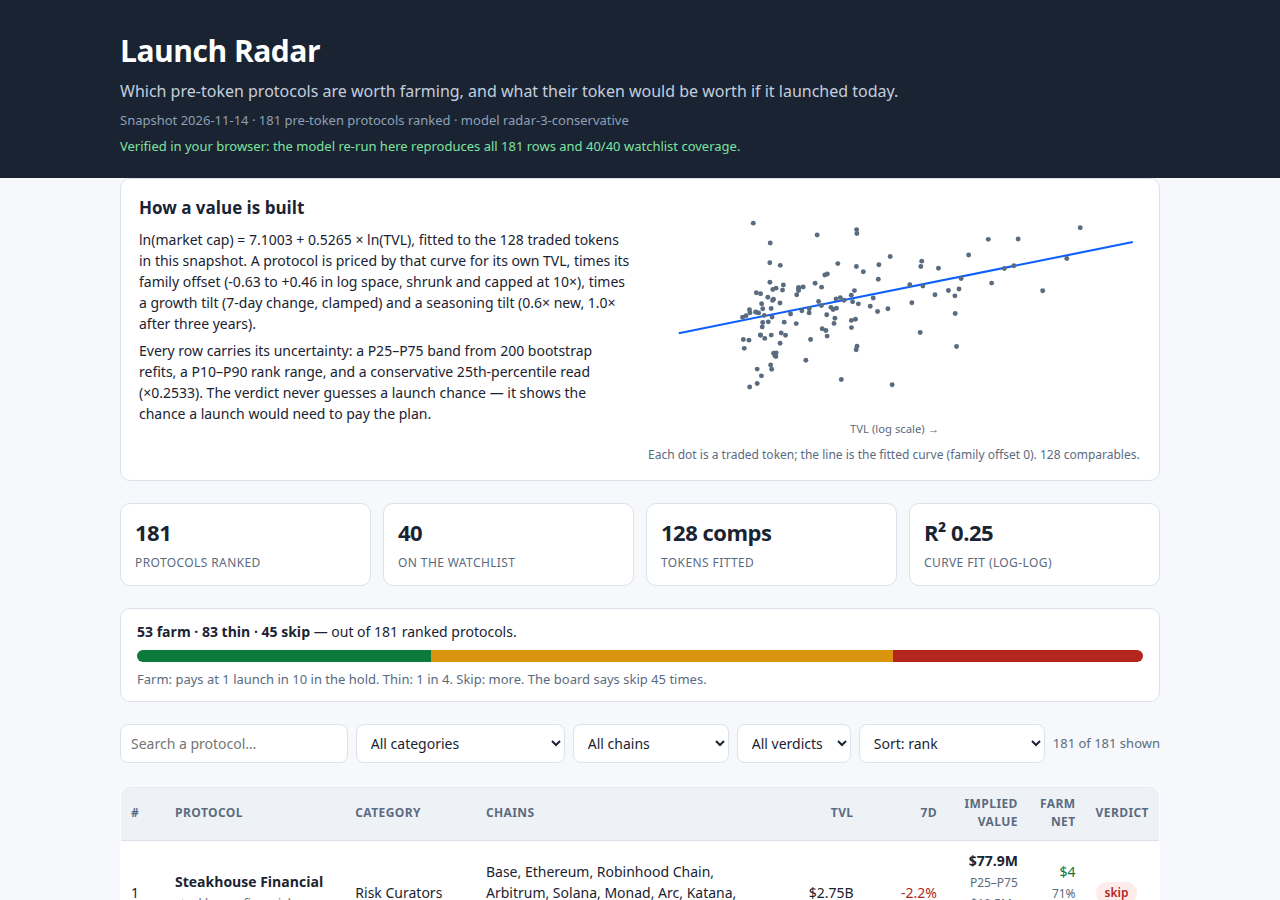 Launch Radar
Which pre-token protocols are worth farming, and what their token would be worth if it launched today.
Snapshot 2026-11-14 · 181 pre-token protocols ranked · model radar-3-conservative
Verified in your browser: the model re-run here reproduces all 181 rows and 40/40 watchlist coverage.
How a value is built
ln(market cap) = 7.1003 + 0.5265 × ln(TVL), fitted to the 128 traded tokens
in this snapshot. A protocol is priced by that curve for its own TVL, times its
family offset (-0.63 to +0.46 in log space, shrunk and capped at 10×), times
a growth tilt (7-day change, clamped) and a seasoning tilt (0.6× new, 1.0×
after three years).
Every row carries its uncertainty: a P25–P75 band from 200 bootstrap
refits, a P10–P90 rank range, and a conservative 25th-percentile read
(×0.2533). The verdict never guesses a launch chance — it shows the
chance a launch would need to pay the plan.
TVL (log scale) →
Each dot is a traded token; the line is the fitted curve (family offset 0). 128 comparables.
181
PROTOCOLS RANKED
40
ON THE WATCHLIST
128 comps
TOKENS FITTED
R² 0.25
CURVE FIT (LOG-LOG)
53 farm · 83 thin · 45 skip — out of 181 ranked protocols.
Farm: pays at 1 launch in 10 in the hold. Thin: 1 in 4. Skip: more. The board says skip 45 times.
Search a protocol...
All categories
All chains
All verdicts
Sort: rank
181 of 181 shown
# PROTOCOL CATEGORY CHAINS TVL 7D IMPLIED VALUE FARM NET VERDICT
1 Steakhouse Financial Risk Curators
Base, Ethereum, Robinhood Chain,
Arbitrum, Solana, Monad, Arc, Katana,
$2.75B -2.2%
$77.9M
P25–P75
$4
71%
skip